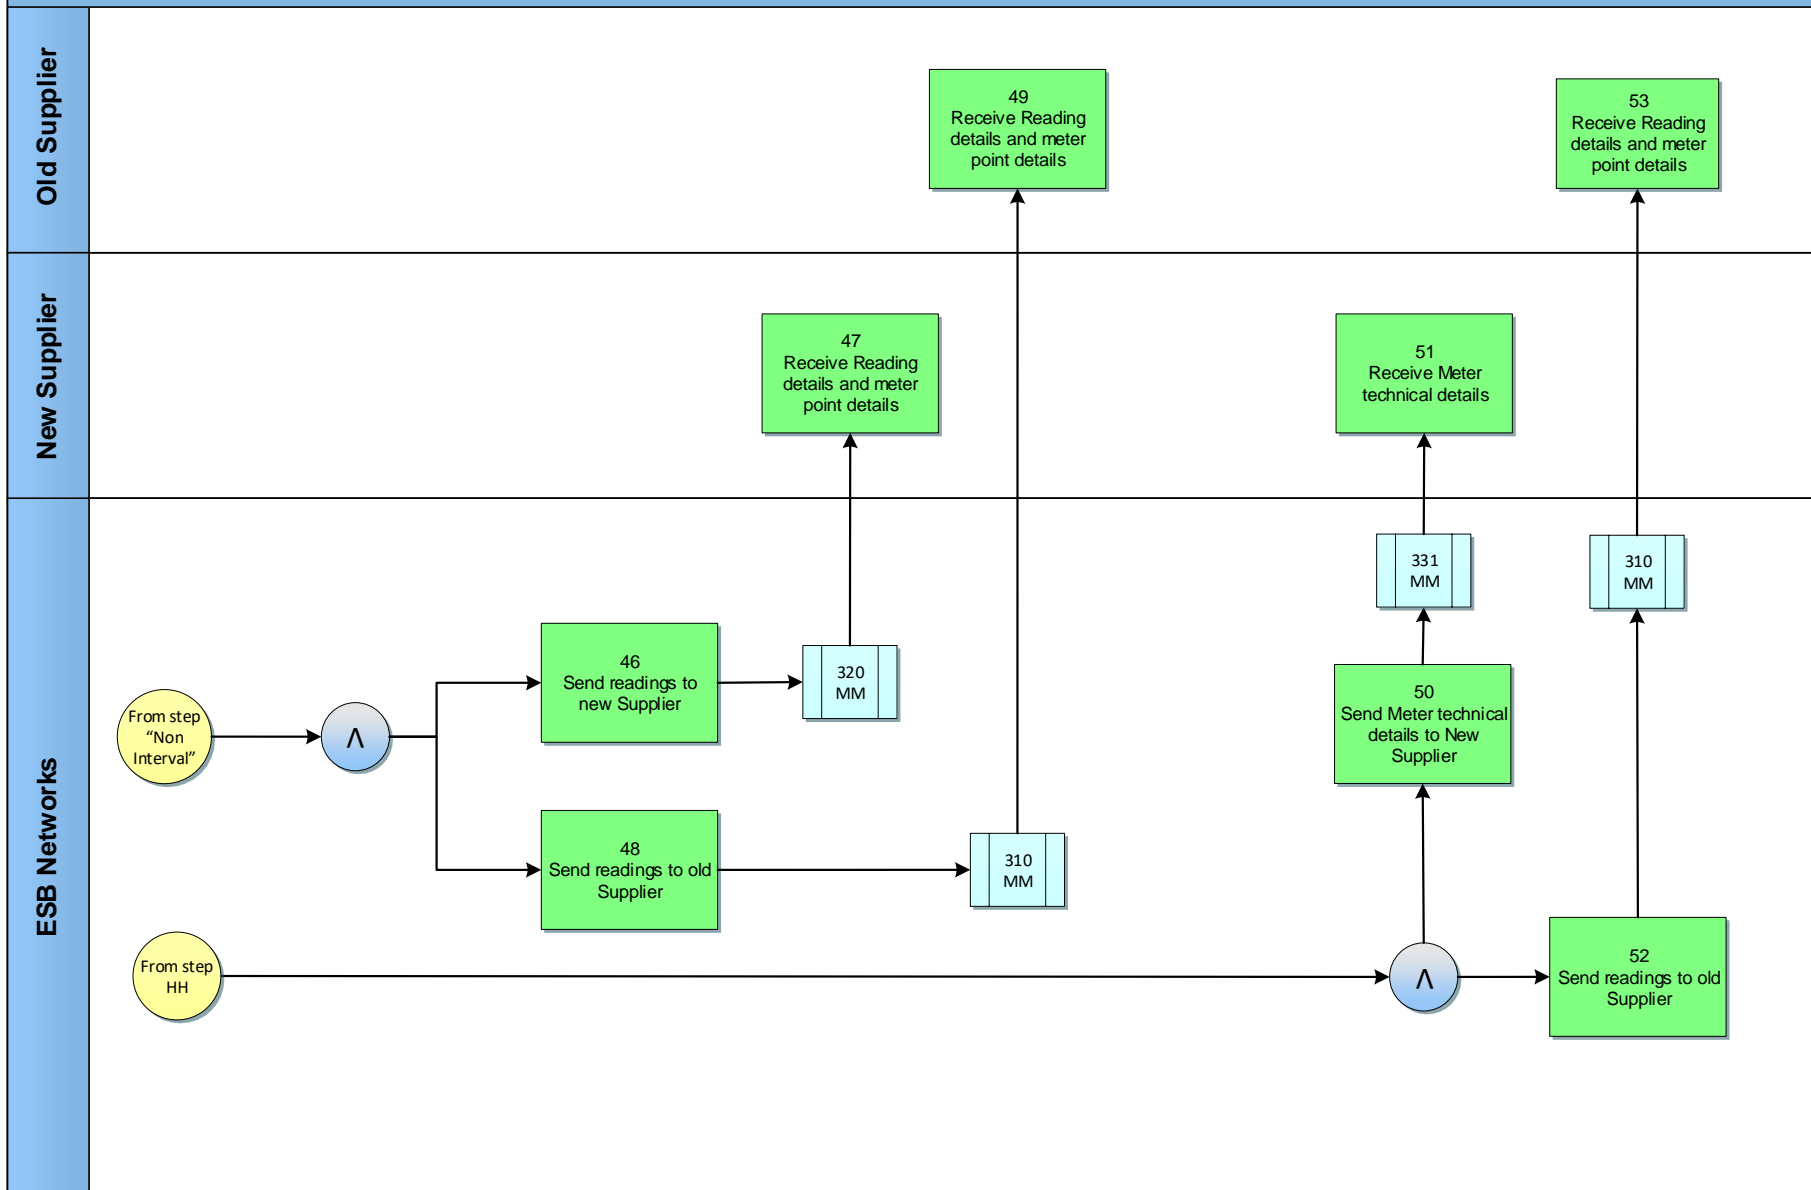 Old Supplier
49
Receive Reading
details and meter
point details
53
Receive Reading
details and meter
point details
New Supplier
47
Receive Reading
details and meter
point details
51
Receive Meter
technical details
ESB Networks
331
MM
310
MM
46
Send readings to
new Supplier
320
MM
50
Send Meter technical
details to New
Supplier
From step
“Non
Interval”
Λ
48
Send readings to old
Supplier
310
MM
From step
HH
Λ
52
Send readings to old
Supplier